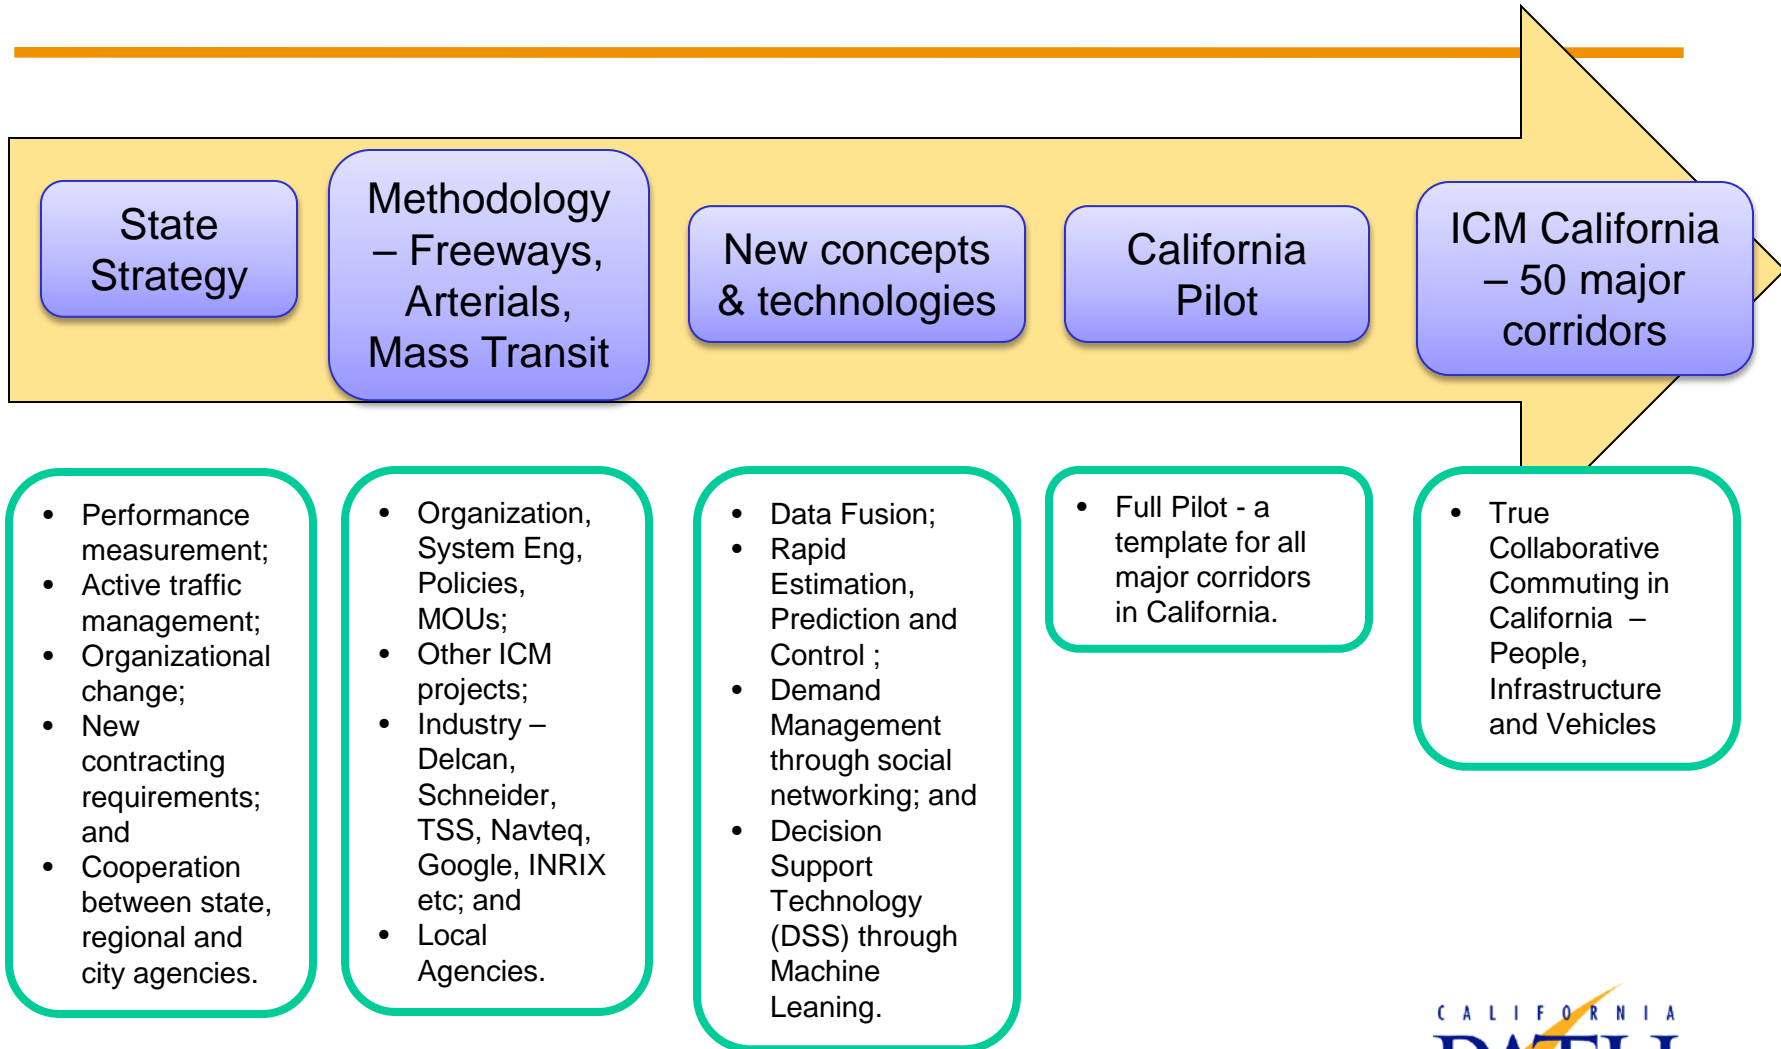 State
Strategy
Methodology
– Freeways,
Arterials,
Mass Transit
New concepts
& technologies
California
Pilot
ICM California
– 50 major
corridors
• Performance
measurement;
• Active traffic
management;
• Organizational
change;
• New
contracting
requirements;
and
• Cooperation
between state,
regional and
city agencies.
• Organization,
System Eng,
Policies,
MOUs;
• Other ICM
projects;
• Industry –
Delcan,
Schneider,
TSS, Navteq,
Google, INRIX
etc; and
• Local
Agencies.
• Data Fusion;
• Rapid
Estimation,
Prediction and
Control ;
• Demand
Management
through social
networking; and
• Decision
Support
Technology
(DSS) through
Machine
Leaning.
• Full Pilot - a
template for all
major corridors
in California.
• True
Collaborative
Commuting in
California –
People,
Infrastructure
and Vehicles
CALIFORNIA
PATH